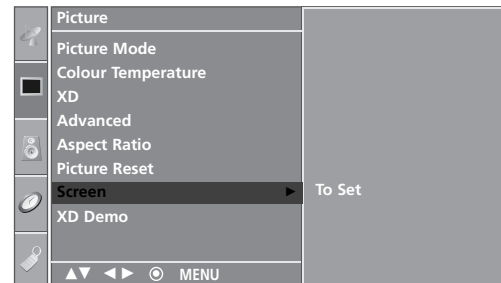 Picture
Picture Mode
Colour Temperature
XD
Advanced
Aspect Ratio
Picture Reset
Screen ► To Set
XD Demo
▲▼ ◄► ⦿ MENU